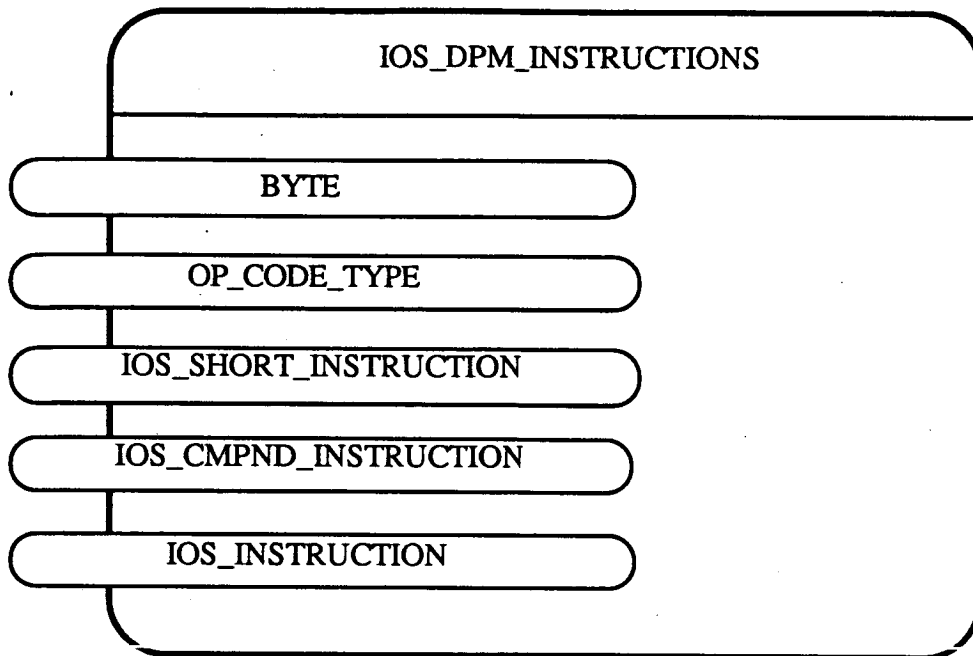 IOS_DPM_INSTRUCTIONS
BYTE
OP_CODE_TYPE
IOS_SHORT_INSTRUCTION
IOS_CMPND_INSTRUCTION
IOS_INSTRUCTION